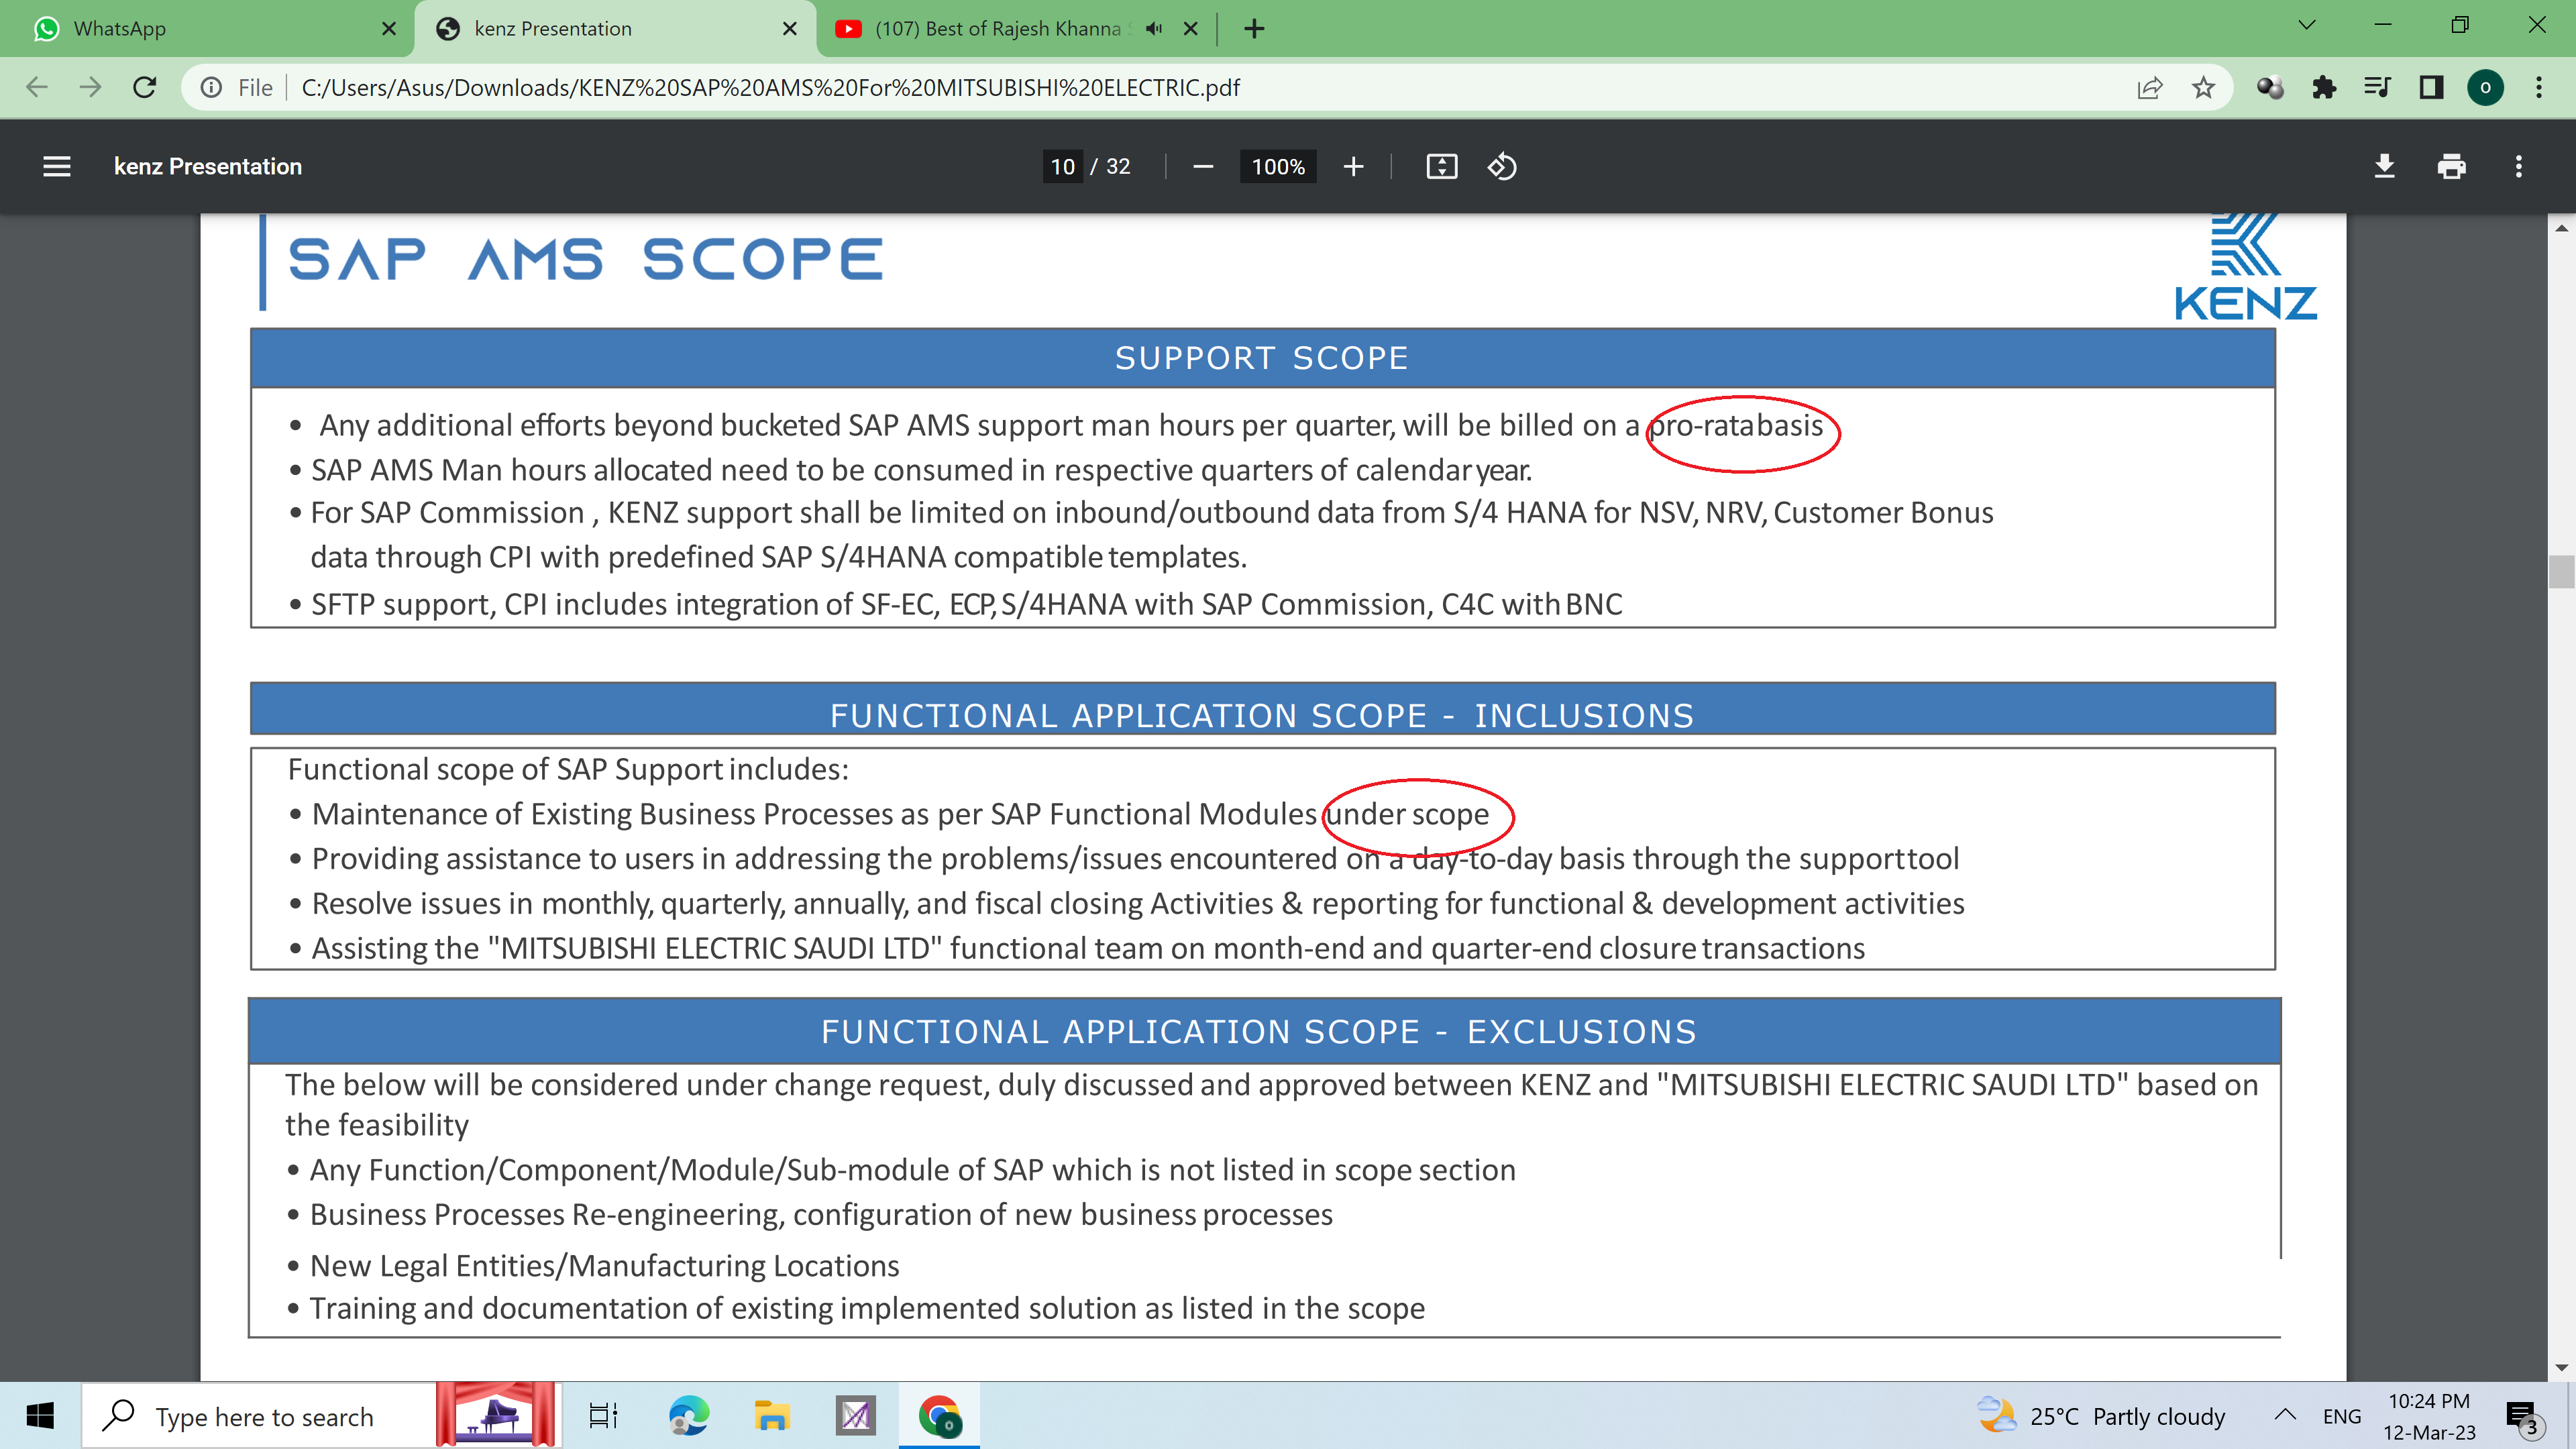 WhatsApp
kenz Presentation
(107) Best of Rajesh Khanna
File
C:/Users/Asus/Downloads/KENZ%20SAP%20AMS%20For%20MITSUBISHI%20ELECTRIC.pdf
o
kenz Presentation
10 / 32
100%
SAP AMS SCOPE
KENZ
SUPPORT SCOPE
• Any additional efforts beyond bucketed SAP AMS support man hours per quarter, will be billed on a pro-ratabasis
• SAP AMS Man hours allocated need to be consumed in respective quarters of calendar year.
• For SAP Commission , KENZ support shall be limited on inbound/outbound data from S/4 HANA for NSV, NRV, Customer Bonus
data through CPI with predefined SAP S/4HANA compatible templates.
• SFTP support, CPI includes integration of SF-EC, ECP, S/4HANA with SAP Commission, C4C with BNC
FUNCTIONAL APPLICATION SCOPE - INCLUSIONS
Functional scope of SAP Support includes:
• Maintenance of Existing Business Processes as per SAP Functional Modules under scope
• Providing assistance to users in addressing the problems/issues encountered on a day-to-day basis through the supporttool
• Resolve issues in monthly, quarterly, annually, and fiscal closing Activities & reporting for functional & development activities
• Assisting the "MITSUBISHI ELECTRIC SAUDI LTD" functional team on month-end and quarter-end closure transactions
FUNCTIONAL APPLICATION SCOPE - EXCLUSIONS
The below will be considered under change request, duly discussed and approved between KENZ and "MITSUBISHI ELECTRIC SAUDI LTD" based on
the feasibility
• Any Function/Component/Module/Sub-module of SAP which is not listed in scope section
• Business Processes Re-engineering, configuration of new business processes
• New Legal Entities/Manufacturing Locations
• Training and documentation of existing implemented solution as listed in the scope
Type here to search
25°C Partly cloudy
ENG
10:24 PM
12-Mar-23
3